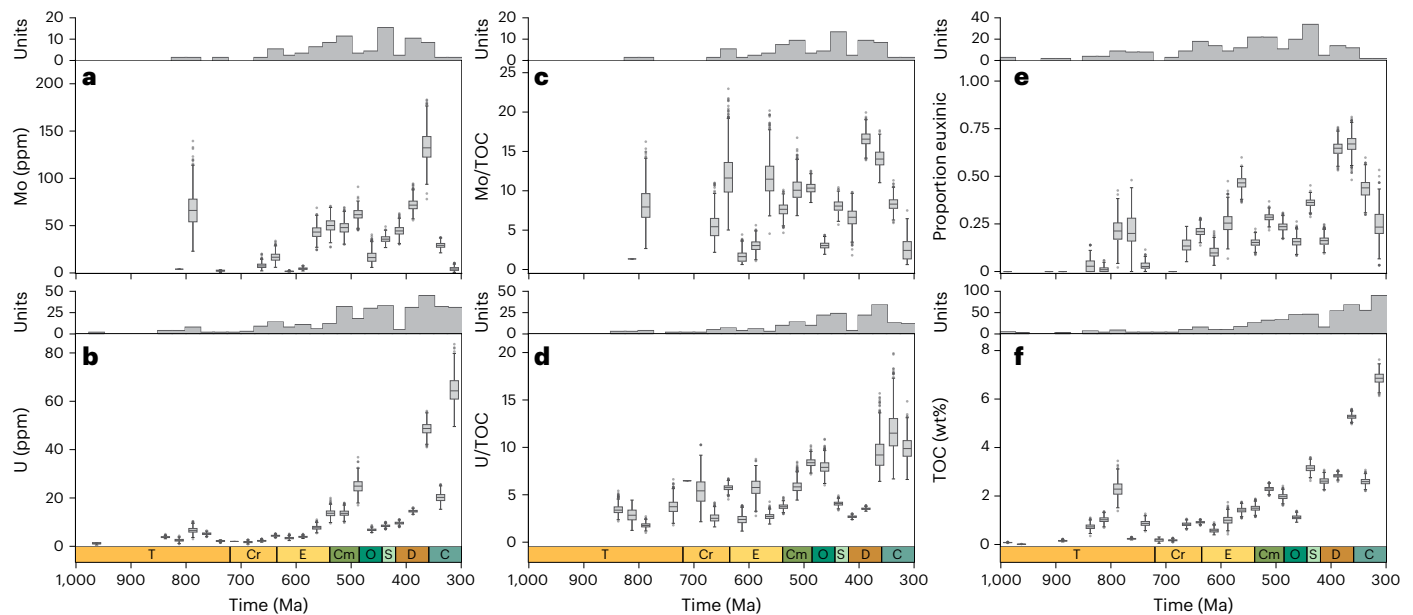 Units
20
10
0
a
Mo (ppm)
200
150
100
50
0
Units
20
10
0
c
Mo/TOC
25
20
15
10
5
0
Units
40
20
0
e
Proportion euxinic
1.00
0.75
0.50
0.25
0
Units
50
25
0
b
U (ppm)
80
60
40
20
0
T Cr E Cm O S D C
1,000 900 800 700 600 500 400 300
Time (Ma)
Units
50
25
0
d
U/TOC
20
15
10
5
0
T Cr E Cm O S D C
1,000 900 800 700 600 500 400 300
Time (Ma)
Units
100
50
0
f
TOC (wt%)
8
6
4
2
0
T Cr E Cm O S D C
1,000 900 800 700 600 500 400 300
Time (Ma)